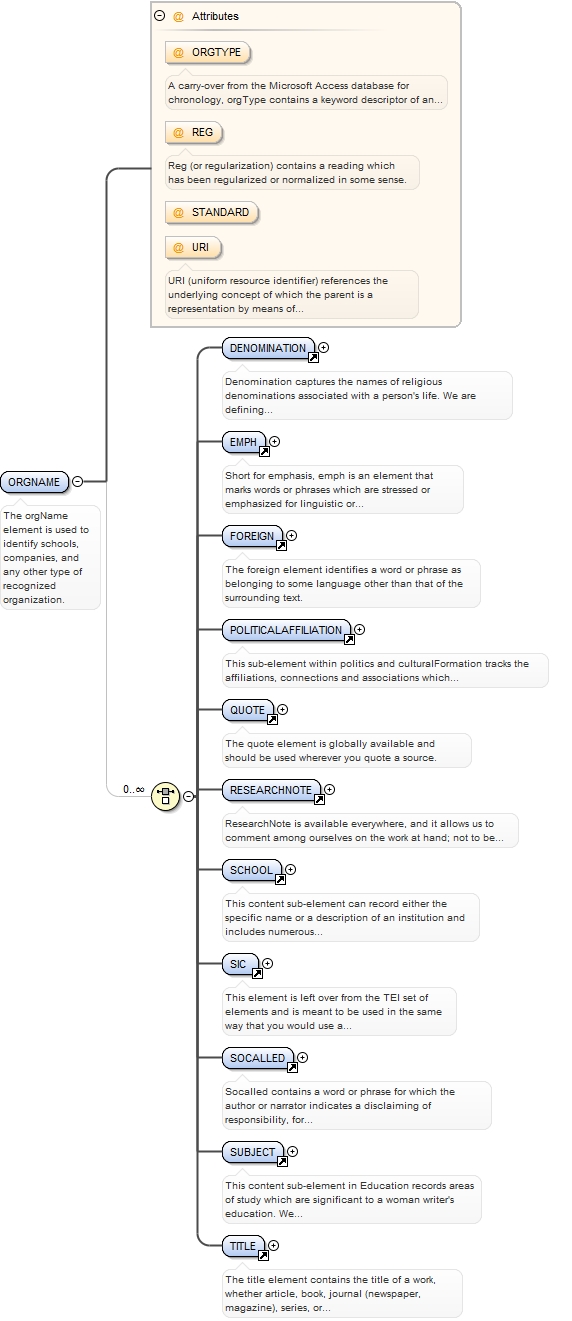 Attributes
@ ORGTYPE
A carry-over from the Microsoft Access database for
chronology, orgType contains a keyword descriptor of an...
@ REG
Reg (or regularization) contains a reading which
has been regularized or normalized in some sense.
@ STANDARD
@ URI
URI (uniform resource identifier) references the
underlying concept of which the parent is a
representation by means of...
ORGNAME
The orgName
element is used to
identify schools,
companies, and
any other type of
recognized
organization.
0..∞
DENOMINATION
Denomination captures the names of religious
denominations associated with a person's life. We are
defining...
EMPH
Short for emphasis, emph is an element that
marks words or phrases which are stressed or
emphasized for linguistic or...
FOREIGN
The foreign element identifies a word or phrase as
belonging to some language other than that of the
surrounding text.
POLITICALAFFILIATION
This sub-element within politics and culturalFormation tracks the
affiliations, connections and associations which...
QUOTE
The quote element is globally available and
should be used wherever you quote a source.
RESEARCHNOTE
ResearchNote is available everywhere, and it allows us to
comment among ourselves on the work at hand; not to be...
SCHOOL
This content sub-element can record either the
specific name or a description of an institution and
includes numerous...
SIC
This element is left over from the TEI set of
elements and is meant to be used in the same
way that you would use a...
SOCALLED
Socalled contains a word or phrase for which the
author or narrator indicates a disclaiming of
responsibility, for...
SUBJECT
This content sub-element in Education records areas
of study which are significant to a woman writer's
education. We...
TITLE
The title element contains the title of a work,
whether article, book, journal (newspaper,
magazine), series, or...